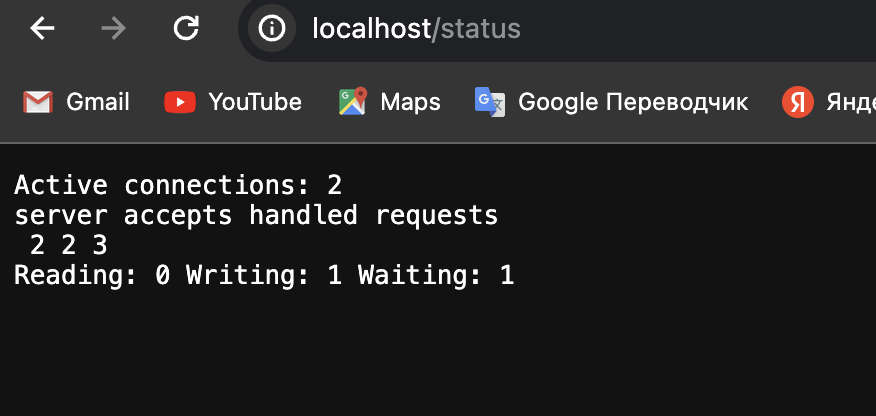 localhost/status
Gmail YouTube Maps Google Переводчик Янде
Active connections: 2
server accepts handled requests
2 2 3
Reading: 0 Writing: 1 Waiting: 1